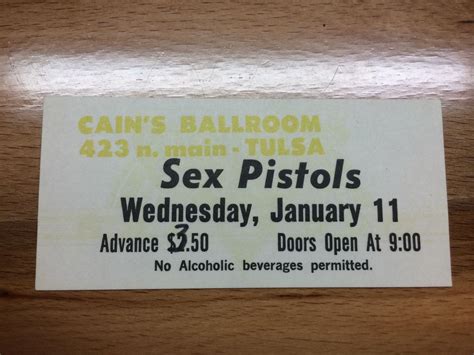 CAIN'S BALLROOM
423 n. main - TULSA
Sex Pistols
Wednesday, January 11
Advance $3.50 Doors Open At 9:00
No Alcoholic beverages permitted.